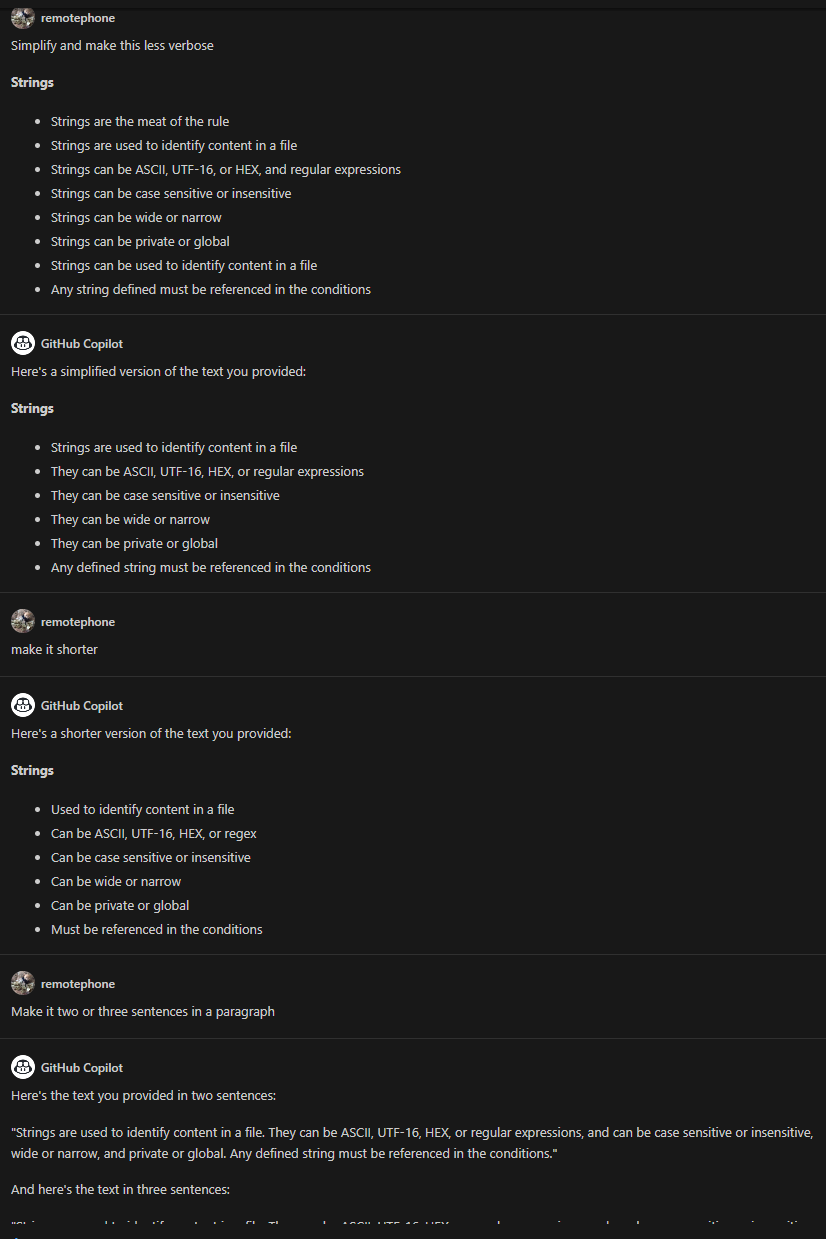 remotephone
Simplify and make this less verbose
Strings
Strings are the meat of the rule
Strings are used to identify content in a file
Strings can be ASCII, UTF-16, or HEX, and regular expressions
Strings can be case sensitive or insensitive
Strings can be wide or narrow
Strings can be private or global
Strings can be used to identify content in a file
Any string defined must be referenced in the conditions
GitHub Copilot
Here's a simplified version of the text you provided:
Strings
Strings are used to identify content in a file
They can be ASCII, UTF-16, HEX, or regular expressions
They can be case sensitive or insensitive
They can be wide or narrow
They can be private or global
Any defined string must be referenced in the conditions
remotephone
make it shorter
GitHub Copilot
Here's a shorter version of the text you provided:
Strings
Used to identify content in a file
Can be ASCII, UTF-16, HEX, or regex
Can be case sensitive or insensitive
Can be wide or narrow
Can be private or global
Must be referenced in the conditions
remotephone
Make it two or three sentences in a paragraph
GitHub Copilot
Here's the text you provided in two sentences:
"Strings are used to identify content in a file. They can be ASCII, UTF-16, HEX, or regular expressions, and can be case sensitive or insensitive,
wide or narrow, and private or global. Any defined string must be referenced in the conditions."
And here's the text in three sentences: